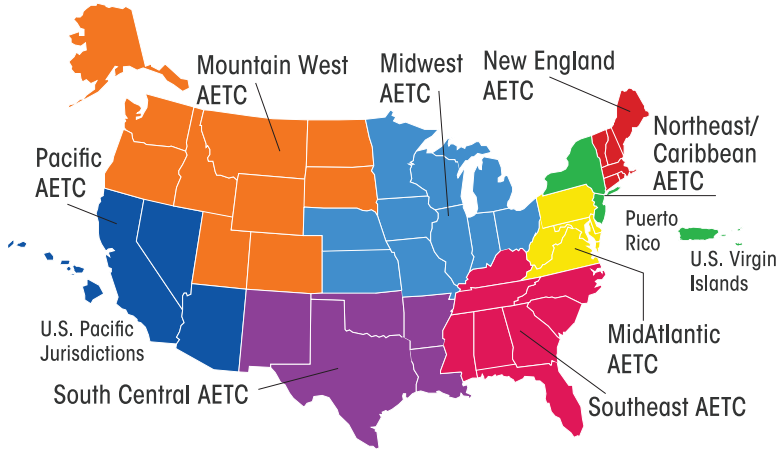 Mountain West
AETC
Midwest
AETC
New England
AETC
Northeast/
Caribbean
AETC
Pacific
AETC
Puerto
Rico
U.S. Virgin
Islands
U.S. Pacific
Jurisdictions
MidAtlantic
AETC
South Central AETC
Southeast AETC